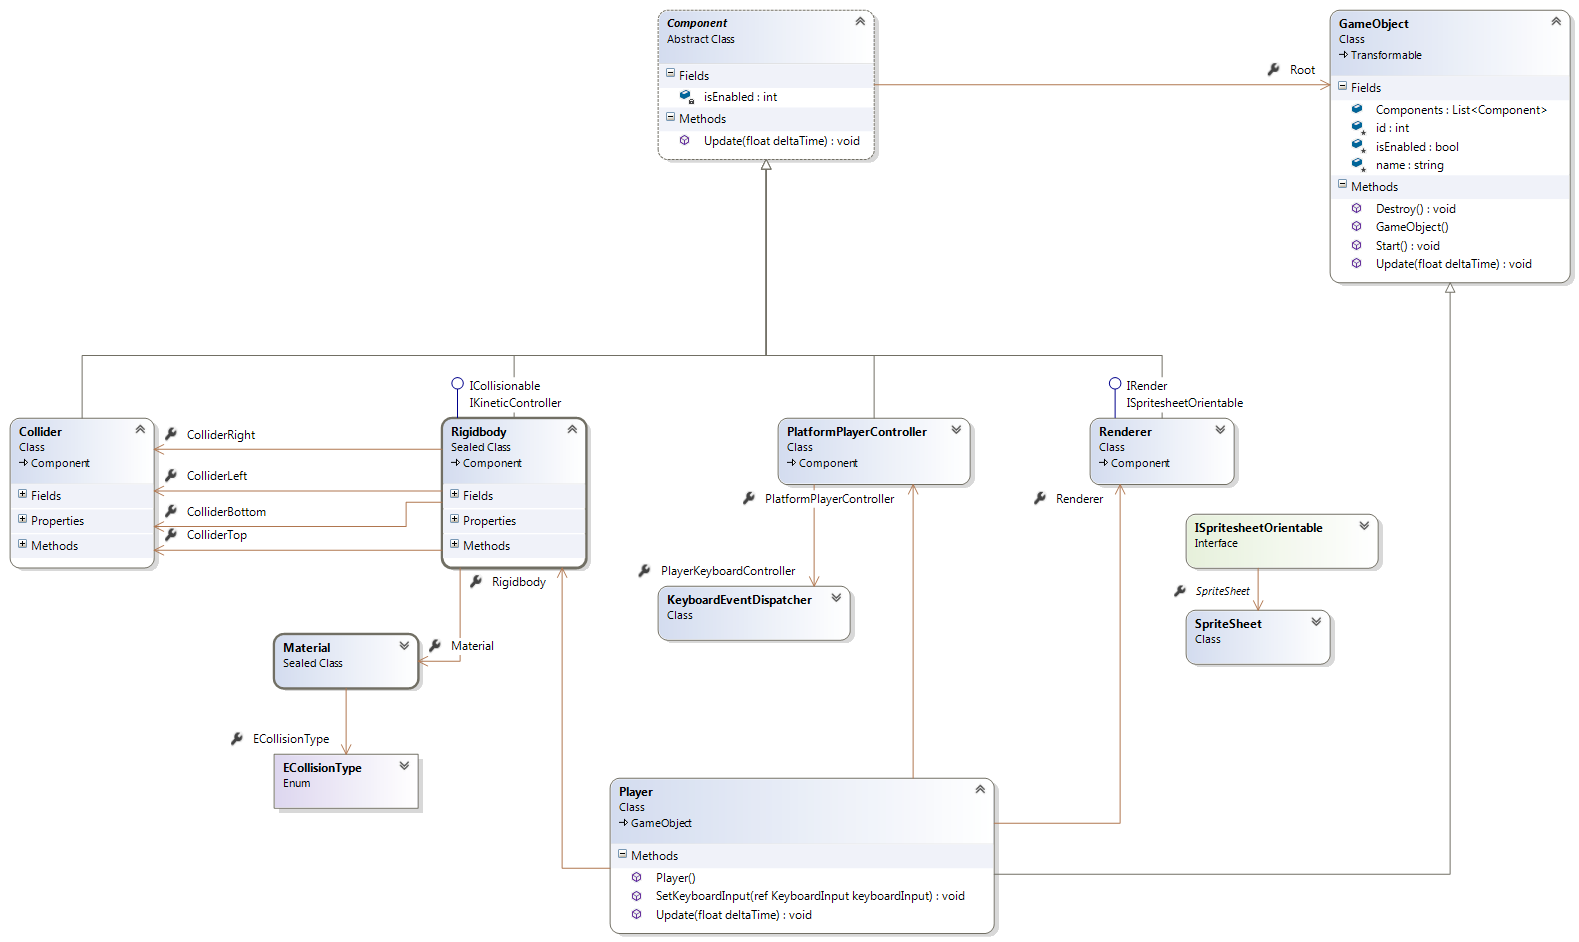 Component
Abstract Class
Fields
isEnabled : int
Methods
Update(float deltaTime) : void
Root
GameObject
Class
Transformable
Fields
Components : List<Component>
id : int
isEnabled : bool
name : string
Methods
Destroy() : void
GameObject()
Start() : void
Update(float deltaTime) : void
ICollisionable
IKineticController
IRender
ISpritesheetOrientable
Collider
Class
Component
Fields
Properties
Methods
ColliderRight
ColliderLeft
ColliderBottom
ColliderTop
Rigidbody
Sealed Class
Component
Fields
Properties
Methods
PlatformPlayerController
Class
Component
Renderer
Class
Component
PlatformPlayerController
Renderer
ISpritesheetOrientable
Interface
PlayerKeyboardController
KeyboardEventDispatcher
Class
SpriteSheet
SpriteSheet
Class
Rigidbody
Material
Material
Sealed Class
ECollisionType
ECollisionType
Enum
Player
Class
GameObject
Methods
Player()
SetKeyboardInput(ref KeyboardInput keyboardInput) : void
Update(float deltaTime) : void